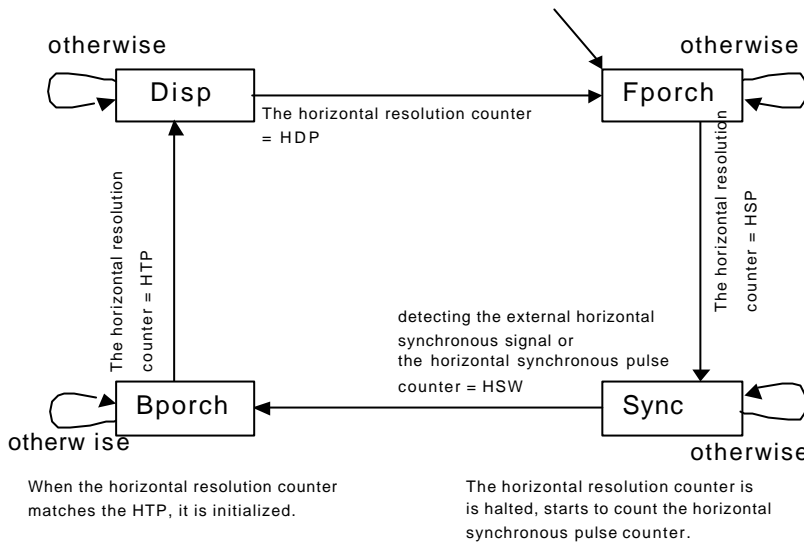 otherwise
otherwise
Disp
Fporch
The horizontal resolution counter
= HDP
The horizontal resolution
counter = HTP
The horizontal resolution
counter = HSP
detecting the external horizontal
synchronous signal or
the horizontal synchronous pulse
counter = HSW
Bporch
Sync
otherw ise
otherwise
When the horizontal resolution counter
matches the HTP, it is initialized.
The horizontal resolution counter is
is halted, starts to count the horizontal
synchronous pulse counter.